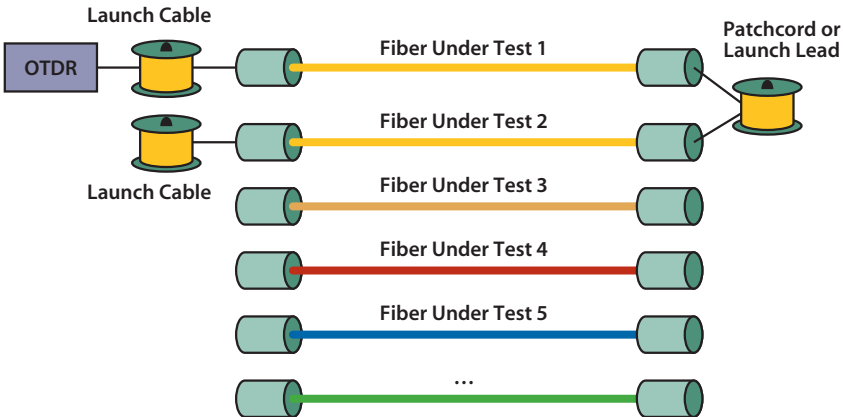 Launch Cable
Patchcord or
Launch Lead
Fiber Under Test 1
OTDR
Fiber Under Test 2
Launch Cable
Fiber Under Test 3
Fiber Under Test 4
Fiber Under Test 5
...